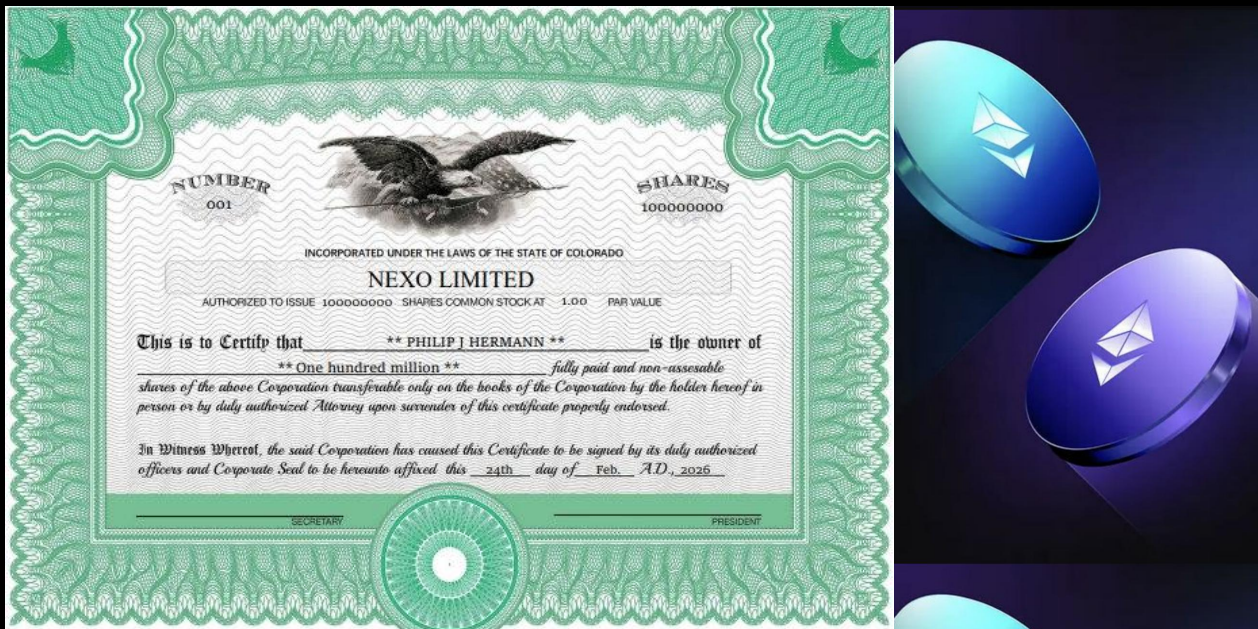 NUMBER
001
SHARES
100000000
INCORPORATED UNDER THE LAWS OF THE STATE OF COLORADO
NEXO LIMITED
AUTHORIZED TO ISSUE 100000000 SHARES COMMON STOCK AT 1.00 PAR VALUE
This is to Certify that ** PHILIP J HERMANN ** is the owner of
** One hundred million ** fully paid and non-assesable
shares of the above Corporation transferable only on the books of the Corporation by the holder hereof in
person or by duly authorized Attorney upon surrender of this certificate properly endorsed.
In Witness Whereof, the said Corporation has caused this Certificate to be signed by its duly authorized
officers and Corporate Seal to be hereunto affixed this 24th day of Feb. A.D., 2026
SECRETARY
PRESIDENT